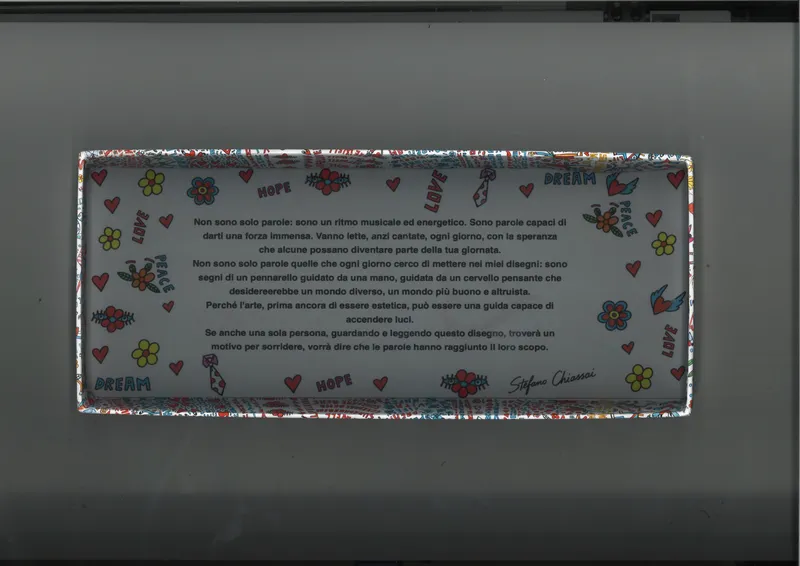 HOPE
LOVE
DREAM
LOVE
PEACE
PEACE
Non sono solo parole: sono un ritmo musicale ed energetico. Sono parole capaci di
darti una forza immensa. Vanno lette, anzi cantate, ogni giorno, con la speranza
che alcune possano diventare parte della tua giornata.
Non sono solo parole quelle che ogni giorno cerco di mettere nei miei disegni: sono
segni di un pennarello guidato da una mano, guidata da un cervello pensante che
desidereerebbe un mondo diverso, un mondo più buono e altruista.
Perché l'arte, prima ancora di essere estetica, può essere una guida capace di
accendere luci.
Se anche una sola persona, guardando e leggendo questo disegno, troverà un
motivo per sorridere, vorrà dire che le parole hanno raggiunto il loro scopo.
LOVE
DREAM
HOPE
Stefano Chiassai